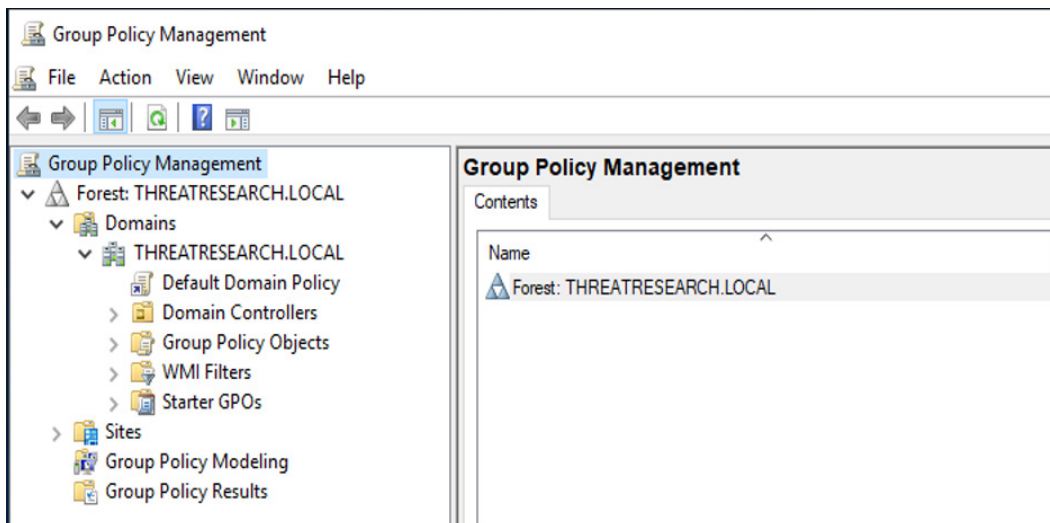 Group Policy Management
File Action View Window Help
Group Policy Management
Forest: THREATRESEARCH.LOCAL
Domains
THREATRESEARCH.LOCAL
Default Domain Policy
Domain Controllers
Group Policy Objects
WMI Filters
Starter GPOs
Sites
Group Policy Modeling
Group Policy Results
Group Policy Management
Contents
Name
Forest: THREATRESEARCH.LOCAL